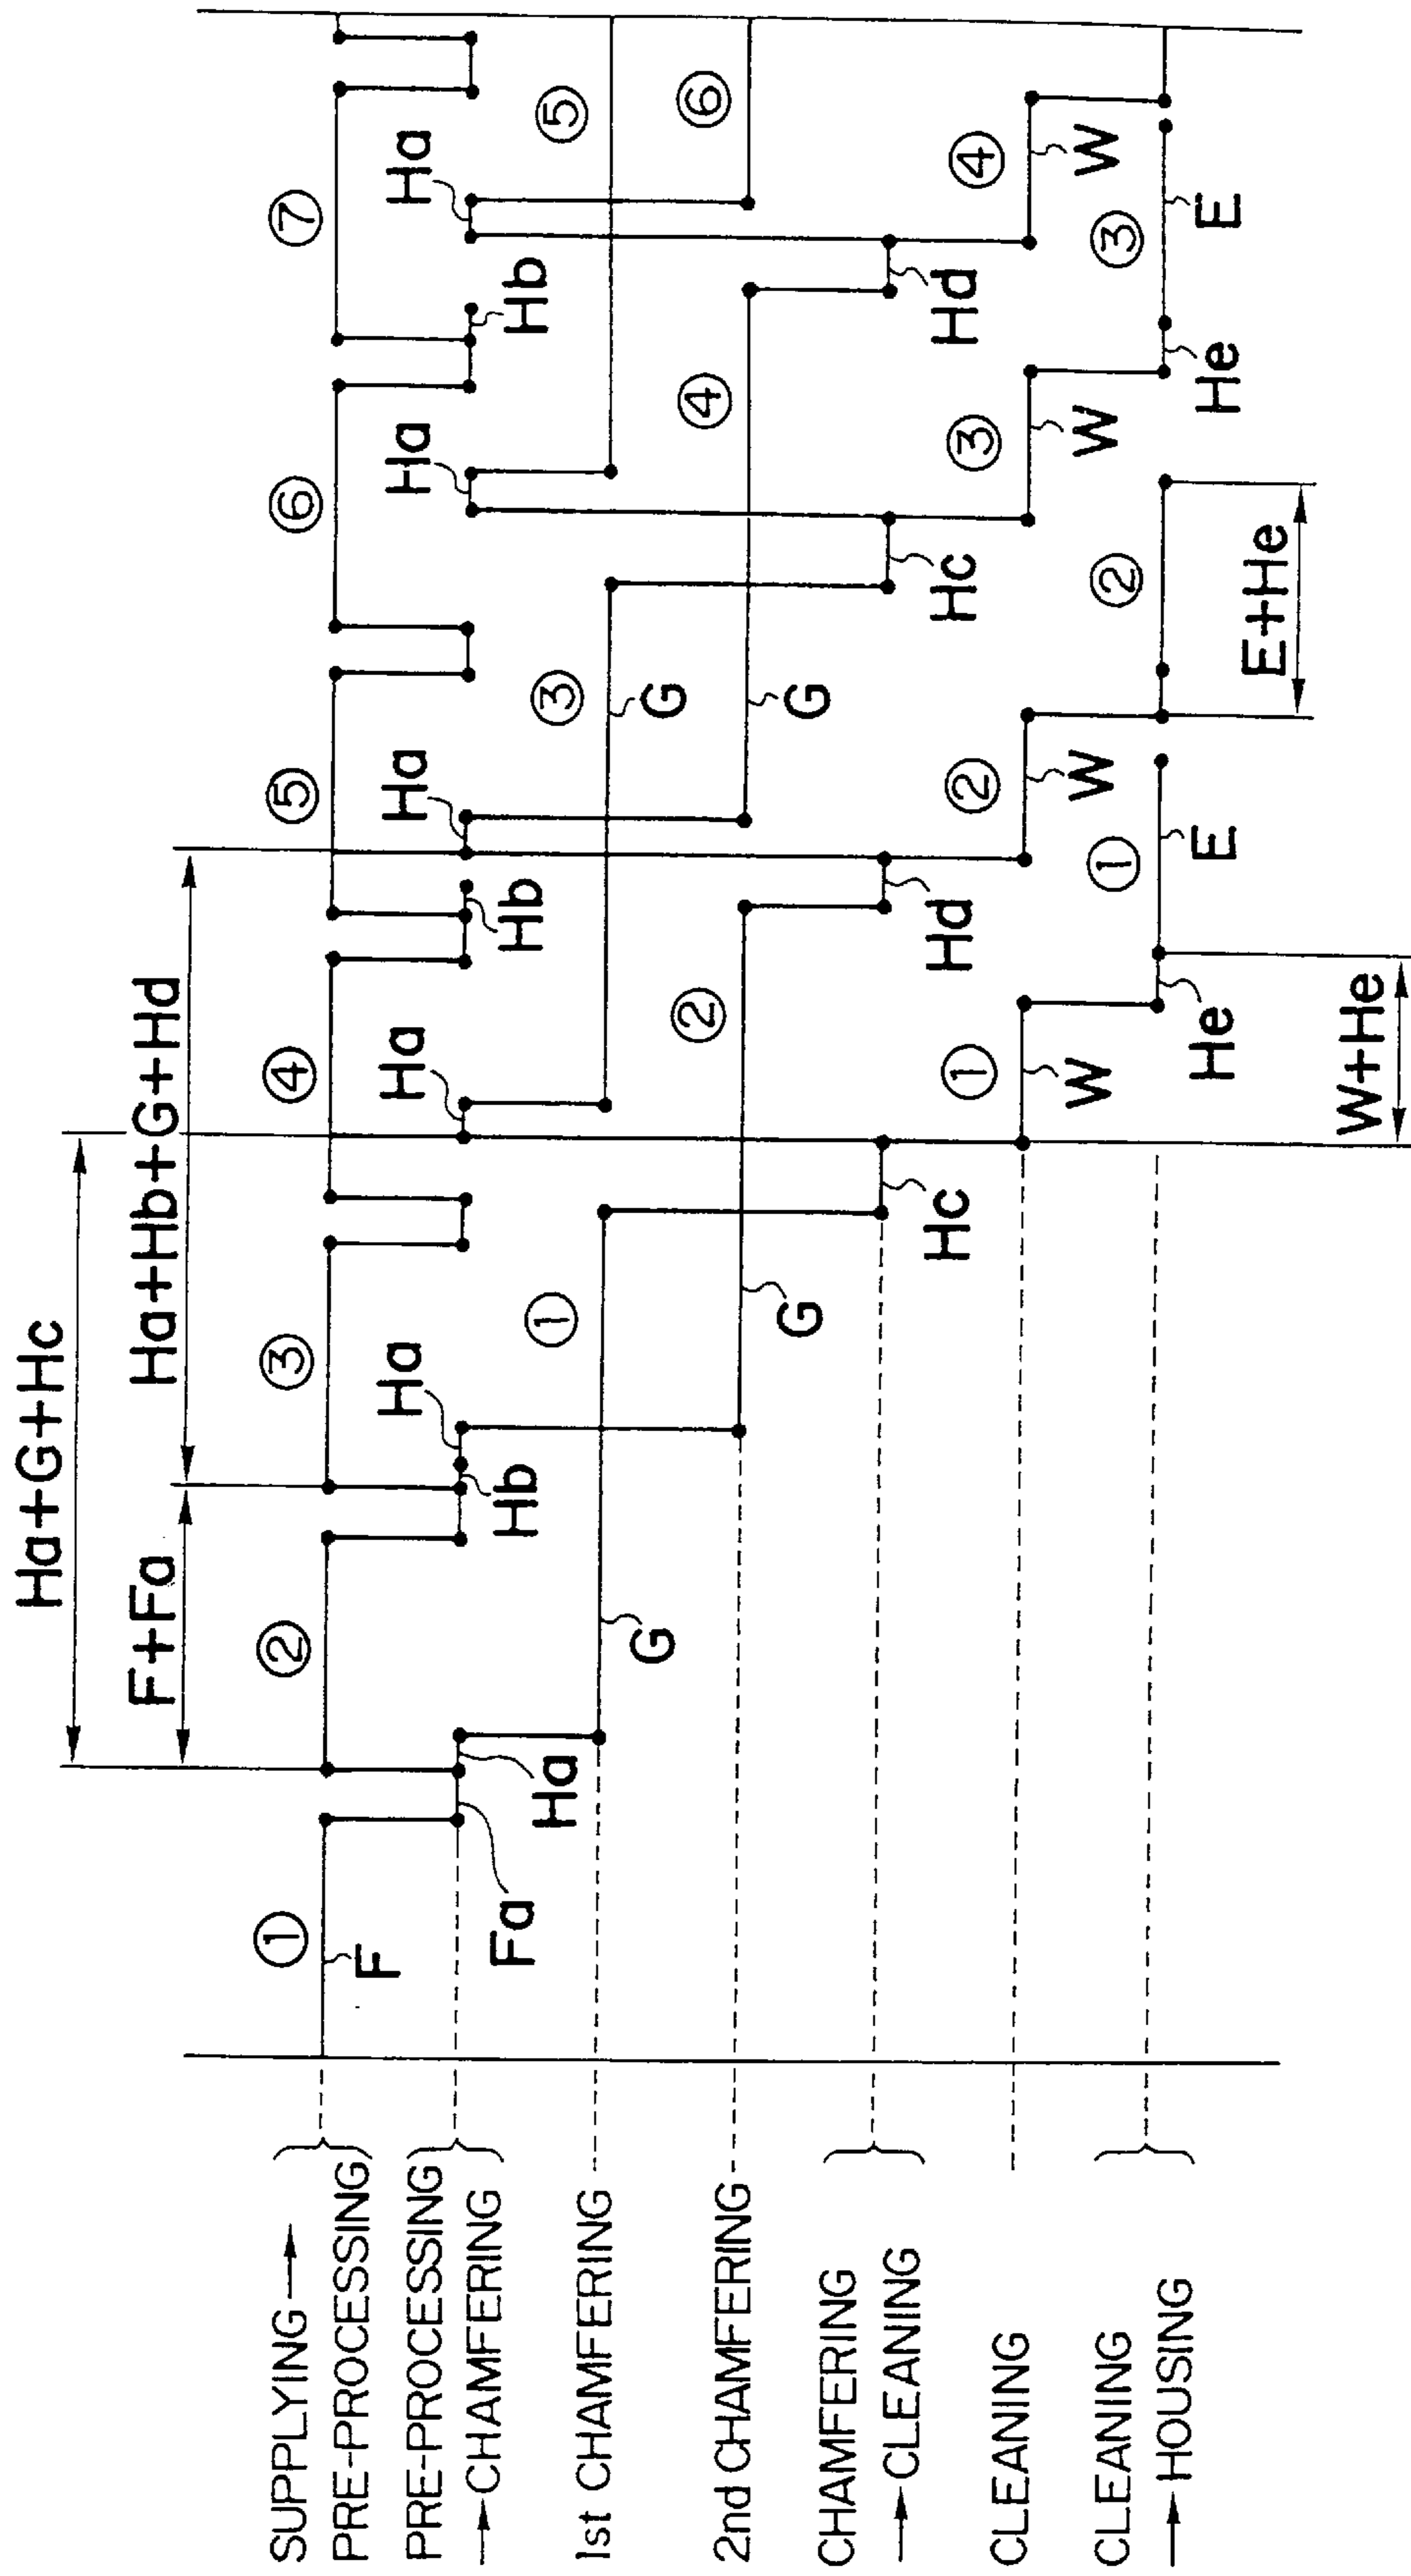 Ha+G+Hc
F+Fa
Ha+Hb+G+Hd
SUPPLYING →
PRE-PROCESSING
① ② ③ ④ ⑤ ⑥ ⑦
F
PRE-PROCESSING
→ CHAMFERING
Fa Ha Hb Ha Ha Hb Ha Ha Hb Ha
1st CHAMFERING
① ③ ⑤
G G
2nd CHAMFERING
② ④ ⑥
G G
CHAMFERING
→ CLEANING
Hc Hd Hc Hd
CLEANING
① ② ③ ④
W W W W
CLEANING
→ HOUSING
① ② ③
He E He E
W+He
E+He